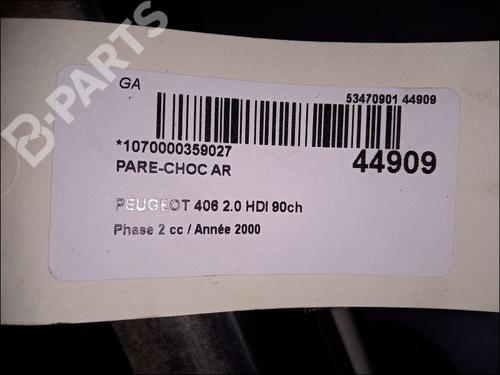 B-PARTS
GA
53470901 44909
*1070000359027
44909
PARE-CHOC AR
PEUGEOT 406 2.0 HDI 90ch
Phase 2 cc / Année 2000